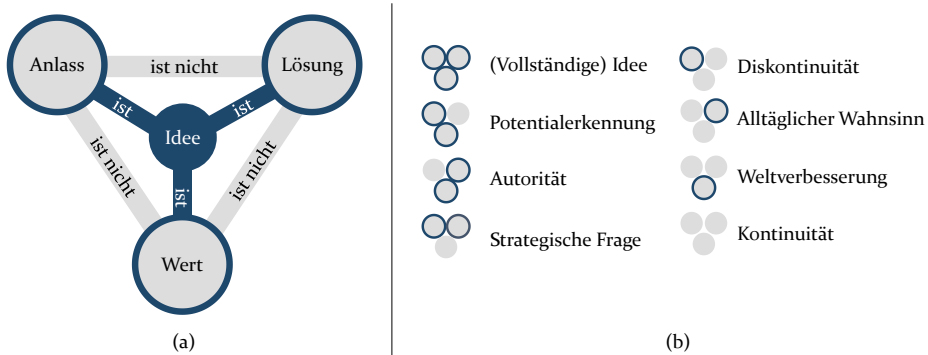 Anlass
ist nicht
Lösung
ist
ist
Idee
ist nicht
ist
ist nicht
Wert
(a)
(Vollständige) Idee
Potentialerkennung
Autorität
Strategische Frage
Diskontinuität
Alltäglicher Wahnsinn
Weltverbesserung
Kontinuität
(b)